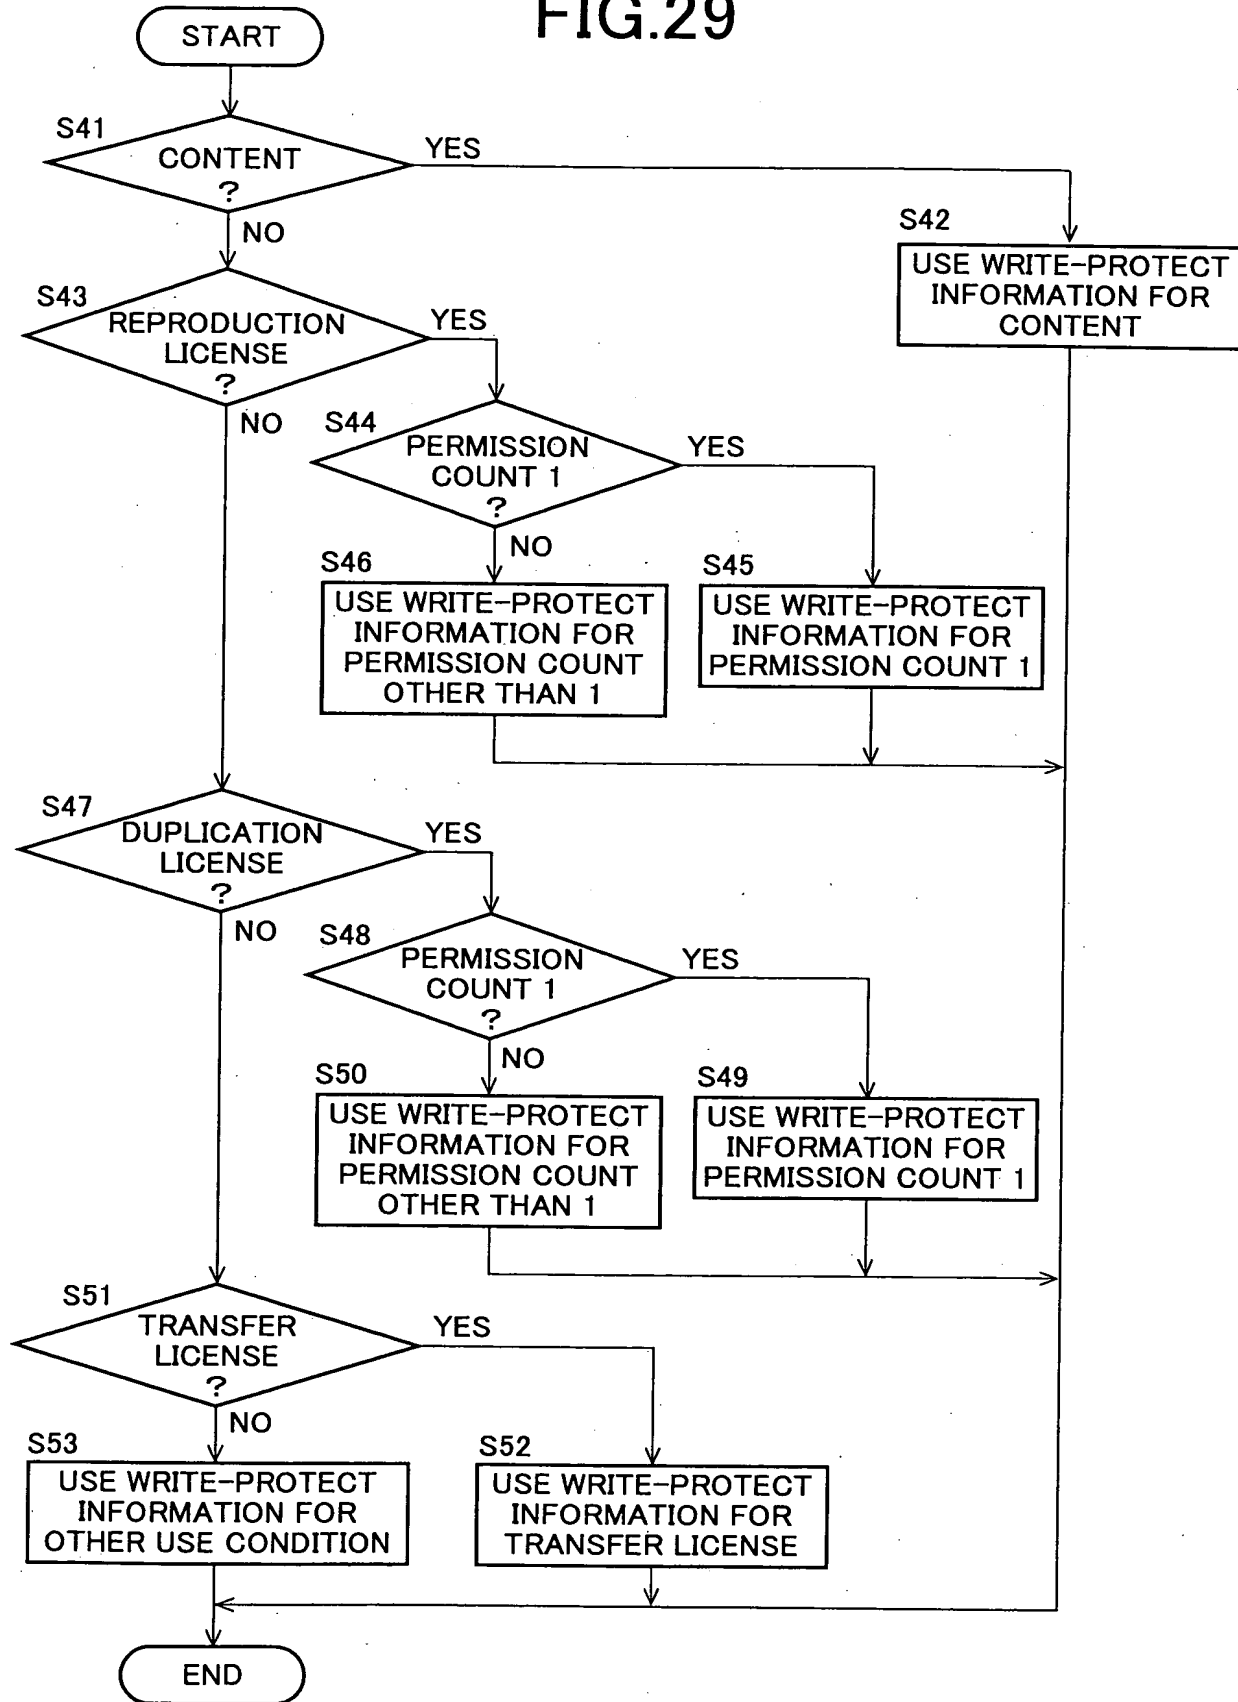 FIG.29
START
S41
CONTENT
?
YES
NO
S42
USE WRITE-PROTECT
INFORMATION FOR
CONTENT
S43
REPRODUCTION
LICENSE
?
YES
NO
S44
PERMISSION
COUNT 1
?
YES
NO
S46
USE WRITE-PROTECT
INFORMATION FOR
PERMISSION COUNT
OTHER THAN 1
S45
USE WRITE-PROTECT
INFORMATION FOR
PERMISSION COUNT 1
S47
DUPLICATION
LICENSE
?
YES
NO
S48
PERMISSION
COUNT 1
?
YES
NO
S50
USE WRITE-PROTECT
INFORMATION FOR
PERMISSION COUNT
OTHER THAN 1
S49
USE WRITE-PROTECT
INFORMATION FOR
PERMISSION COUNT 1
S51
TRANSFER
LICENSE
?
YES
NO
S53
USE WRITE-PROTECT
INFORMATION FOR
OTHER USE CONDITION
S52
USE WRITE-PROTECT
INFORMATION FOR
TRANSFER LICENSE
END